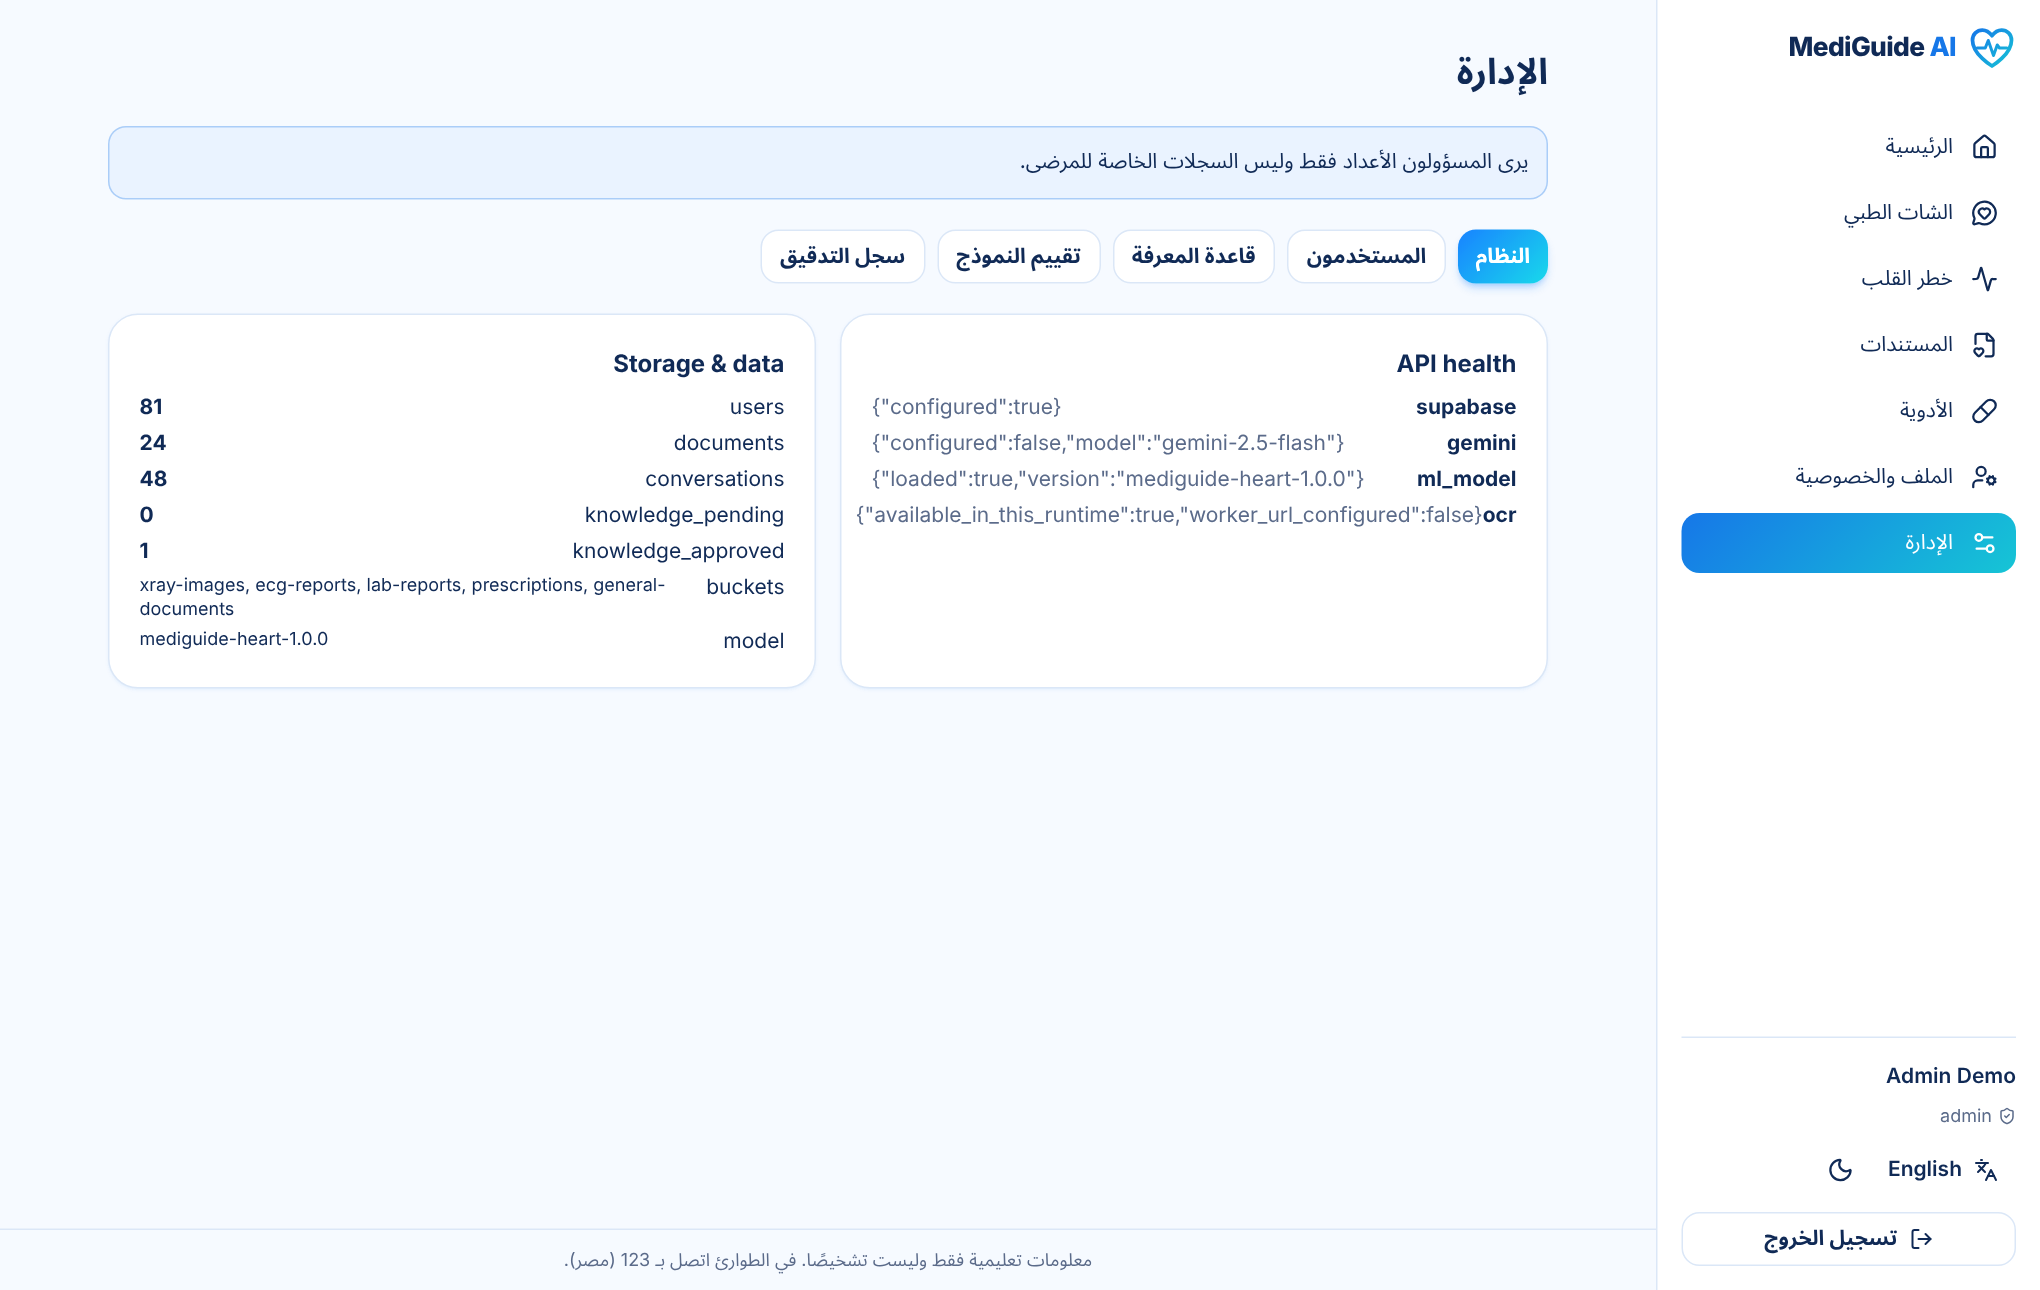 MediGuide AI
الرئيسية
الشات الطبي
خطر القلب
المستندات
الأدوية
الملف والخصوصية
الإدارة
Admin Demo
admin
English
تسجيل الخروج
الإدارة
يرى المسؤولون الأعداد فقط وليس السجلات الخاصة للمرضى.
النظام
المستخدمون
قاعدة المعرفة
تقييم النموذج
سجل التدقيق
API health
supabase {"configured":true}
gemini {"configured":false,"model":"gemini-2.5-flash"}
ml_model {"loaded":true,"version":"mediguide-heart-1.0.0"}
ocr {"available_in_this_runtime":true,"worker_url_configured":false}
Storage & data
users 81
documents 24
conversations 48
knowledge_pending 0
knowledge_approved 1
buckets xray-images, ecg-reports, lab-reports, prescriptions, general-
documents
model mediguide-heart-1.0.0
معلومات تعليمية فقط وليست تشخيصًا. في الطوارئ اتصل بـ 123 (مصر).